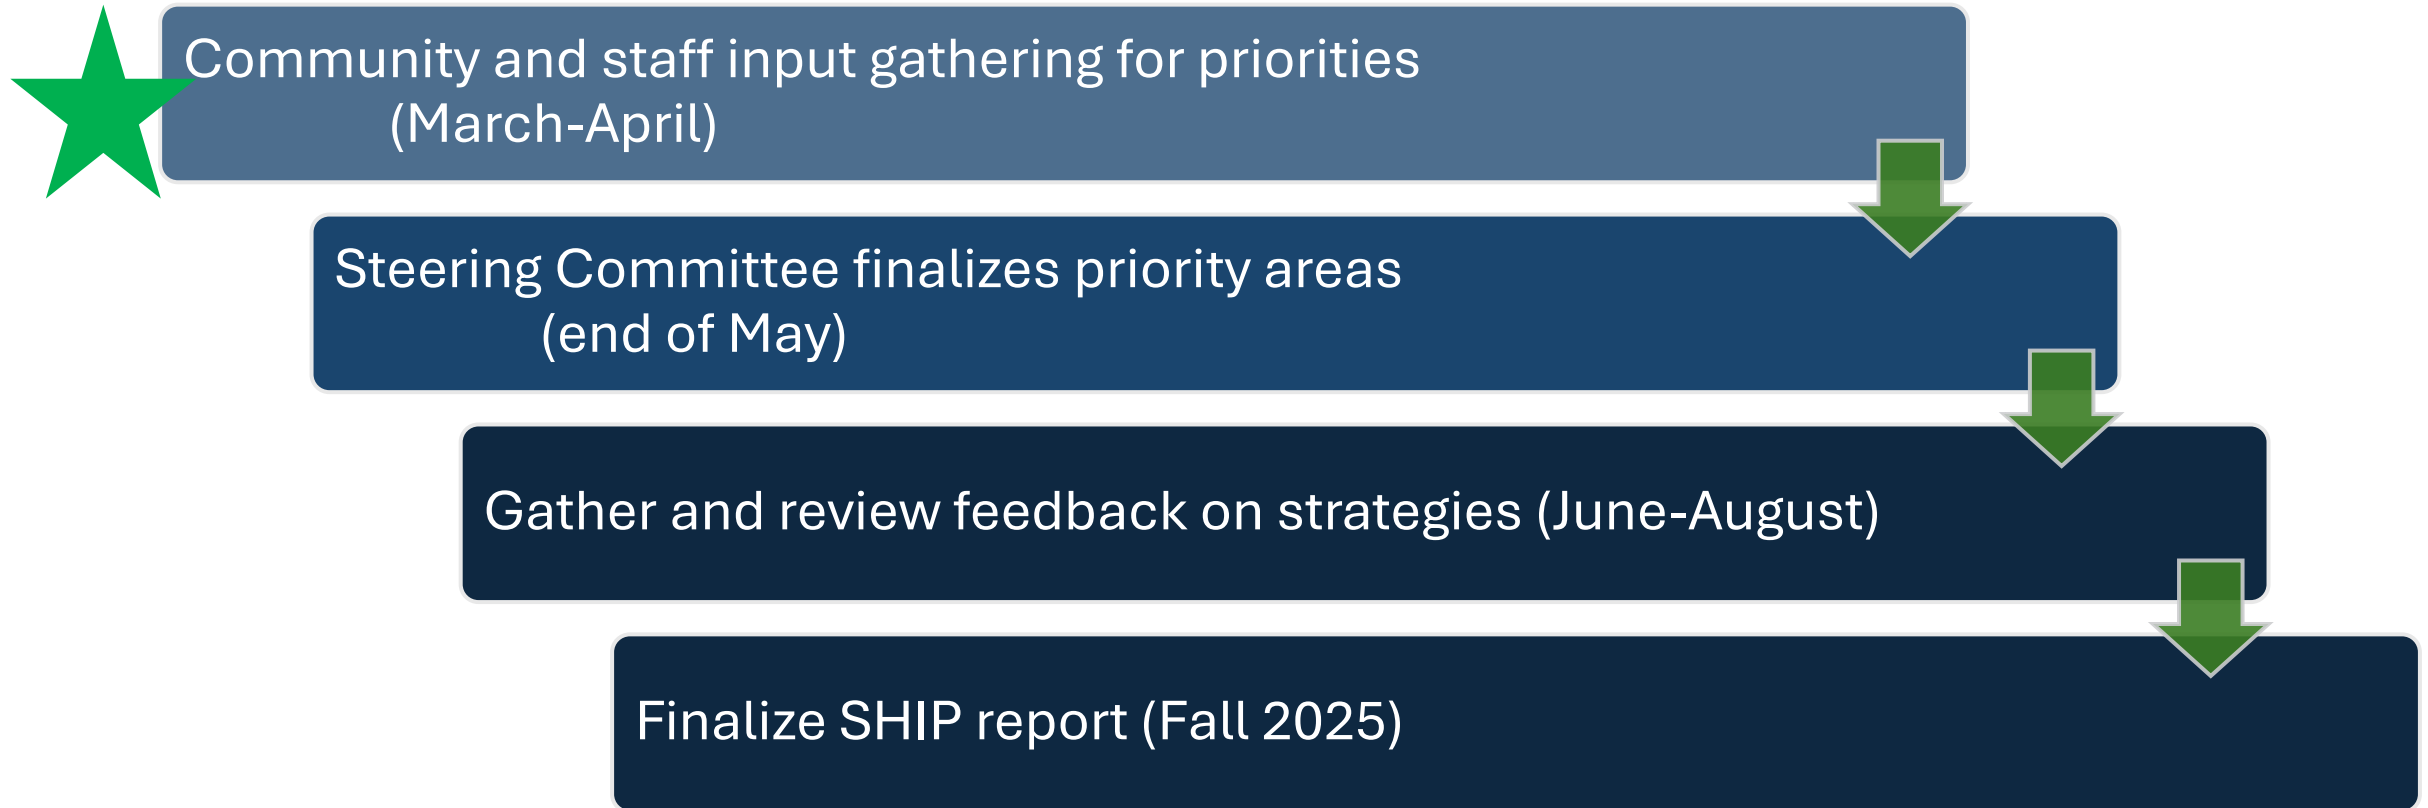 Community and staff input gathering for priorities
(March-April)
Steering Committee finalizes priority areas
(end of May)
Gather and review feedback on strategies (June-August)
Finalize SHIP report (Fall 2025)